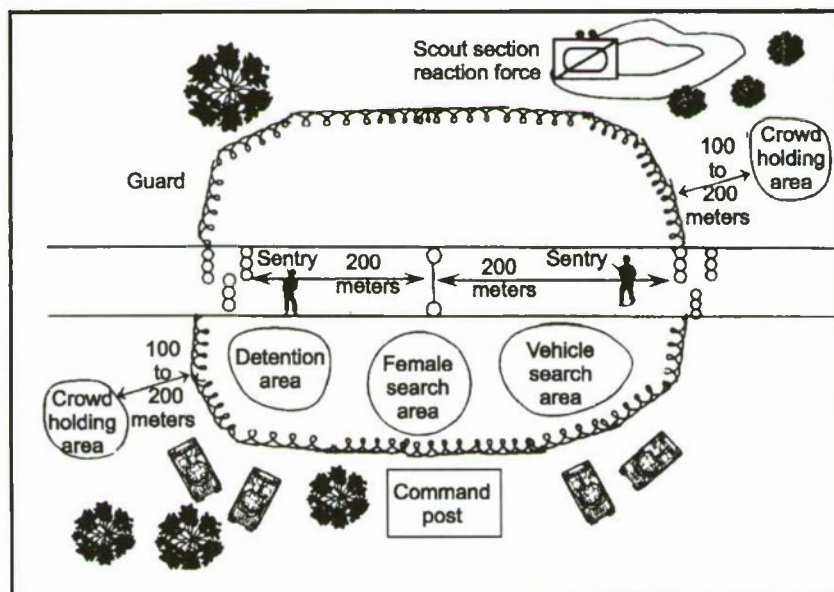 Scout section
reaction force
Crowd
holding
area
100
to
200
meters
Guard
Sentry
200
meters
200
meters
Sentry
100
to
200
meters
Crowd
holding
area
Detention
area
Female
search
area
Vehicle
search
area
Command
post